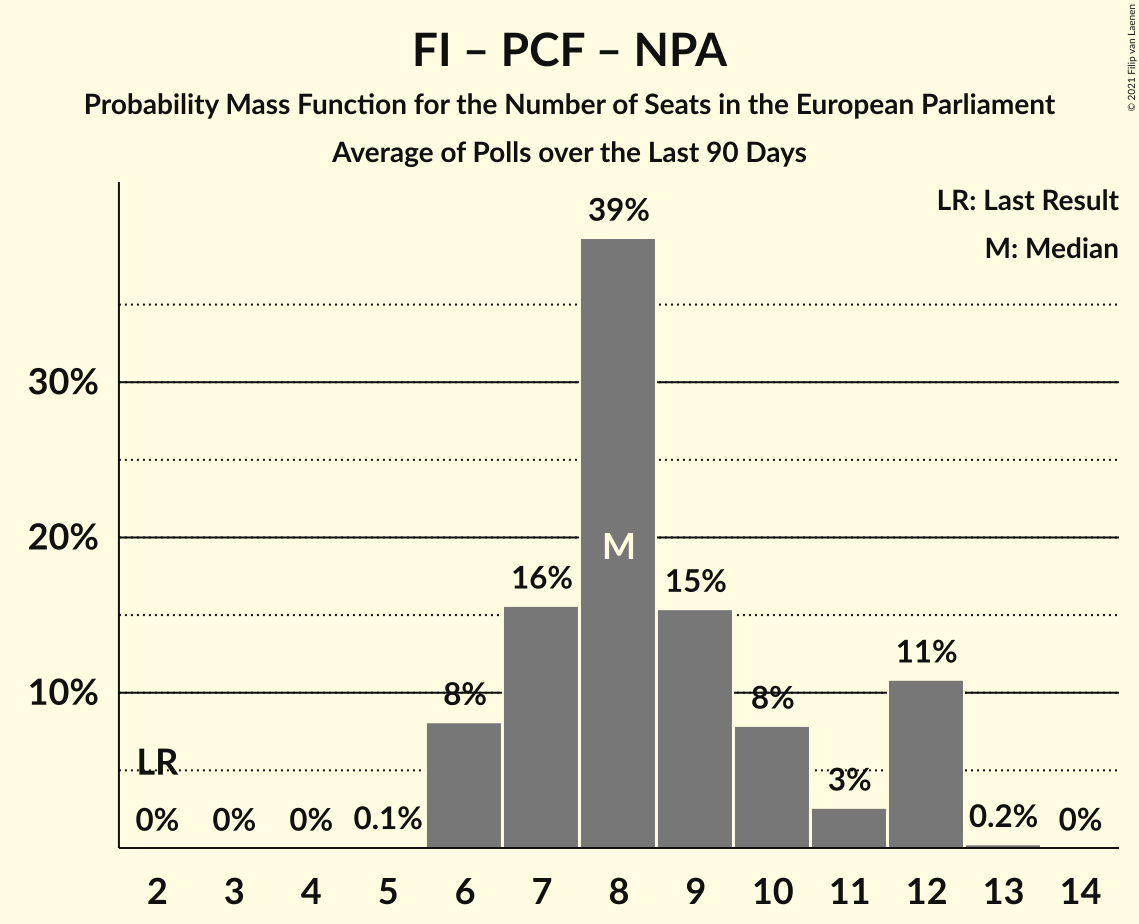 FI – PCF – NPA
Probability Mass Function for the Number of Seats in the European Parliament
Average of Polls over the Last 90 Days
© 2021 Filip van Laenen
LR: Last Result
M: Median
39%
30%
20%
10%
M
16%
15%
11%
8%
8%
3%
LR
0%
0%
0%
0.1%
0.2%
0%
2 3 4 5 6 7 8 9 10 11 12 13 14